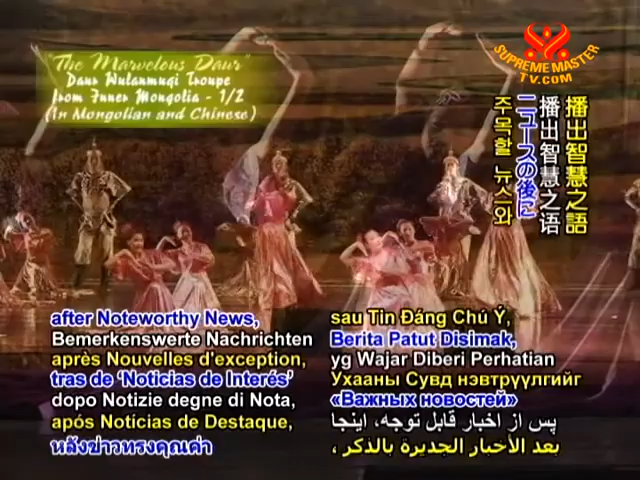 "The Marvelous Daur"
Daur Wulanmuqi Troupe
from Inner Mongolia - 1/2
(In Mongolian and Chinese)
SUPREME MASTER
TV.COM
播出智慧之語
播出智慧之语
ニュースの後に
주목할 뉴스와
after Noteworthy News,
Bemerkenswerte Nachrichten
après Nouvelles d'exception,
tras de ‘Noticias de Interés’
dopo Notizie degne di Nota,
após Notícias de Destaque,
หลังข่าวทรงคุณค่า
sau Tin Đáng Chú Ý,
Berita Patut Disimak,
yg Wajar Diberi Perhatian
Ухааны Сувд нэвтрүүлгийг
«Важных новостей»
پس از اخبار قابل توجه، اینجا
بعد الأخبار الجديرة بالذكر ،